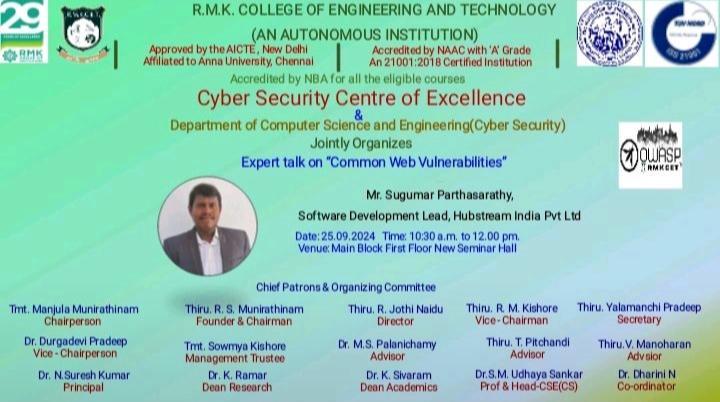 R.M.K. COLLEGE OF ENGINEERING AND TECHNOLOGY
(AN AUTONOMOUS INSTITUTION)
Approved by the AICTE, New Delhi
Affiliated to Anna University, Chennai
Accredited by NAAC with 'A' Grade
An 21001:2018 Certified Institution
Accredited by NBA for all the eligible courses
29
YEARS OF EXCELLENCE
RMK
TUV NORD
ISO 21001
Cyber Security Centre of Excellence
&
Department of Computer Science and Engineering(Cyber Security)
Jointly Organizes
Expert talk on "Common Web Vulnerabilities"
OWASP
RMKCET
Mr. Sugumar Parthasarathy,
Software Development Lead, Hubstream India Pvt Ltd
Date: 25.09.2024 Time: 10:30 a.m. to 12.00 pm.
Venue: Main Block First Floor New Seminar Hall
Chief Patrons & Organizing Committee
Tmt. Manjula Munirathinam
Chairperson
Thiru. R. S. Munirathinam
Founder & Chairman
Thiru. R. Jothi Naidu
Director
Thiru. R. M. Kishore
Vice - Chairman
Thiru. Yalamanchi Pradeep
Secretary
Dr. Durgadevi Pradeep
Vice - Chairperson
Tmt. Sowmya Kishore
Management Trustee
Dr. M.S. Palanichamy
Advisor
Thiru. T. Pitchandi
Advisor
Thiru.V. Manoharan
Advsior
Dr. N.Suresh Kumar
Principal
Dr. K. Ramar
Dean Research
Dr. K. Sivaram
Dean Academics
Dr.S.M. Udhaya Sankar
Prof & Head-CSE(CS)
Dr. Dharini N
Co-ordinator